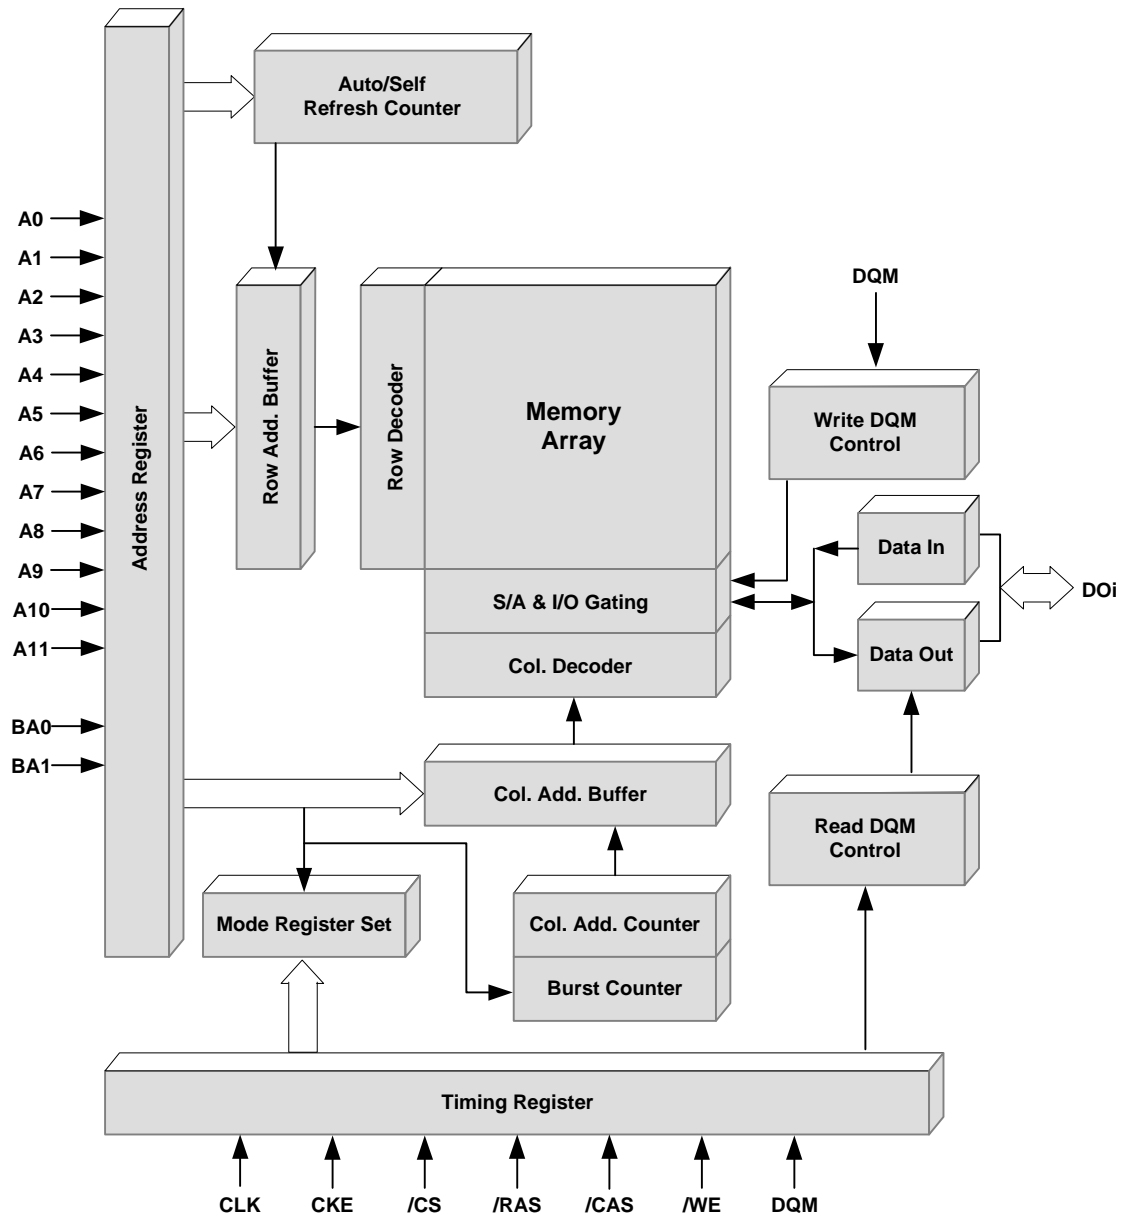 Auto/Self
Refresh Counter
A0
A1
A2
A3
A4
A5
A6
A7
A8
A9
A10
A11
BA0
BA1
Address Register
Row Add. Buffer
Row Decoder
Memory
Array
S/A & I/O Gating
Col. Decoder
DQM
Write DQM
Control
Data In
Data Out
DOi
Col. Add. Buffer
Read DQM
Control
Mode Register Set
Col. Add. Counter
Burst Counter
Timing Register
CLK
CKE
/CS
/RAS
/CAS
/WE
DQM